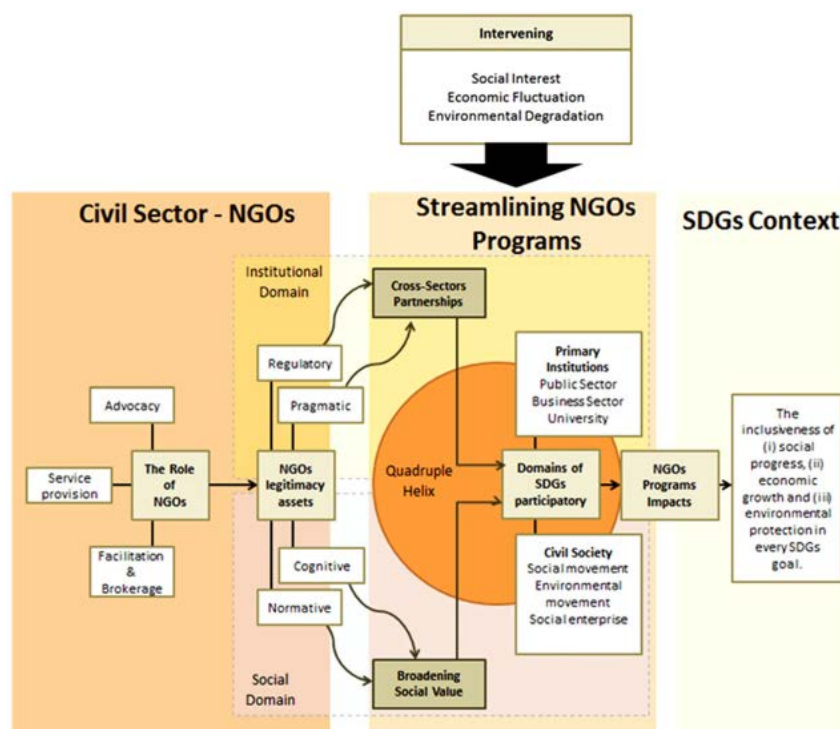 Intervening
Social Interest
Economic Fluctuation
Environmental Degradation
Civil Sector - NGOs
Streamlining NGOs
Programs
SDGs Context
Institutional
Domain
Cross-Sectors
Partnerships
Regulatory
Pragmatic
Primary
Institutions
Public Sector
Business Sector
University
Advocacy
Service
provision
The Role
of
NGOs
Facilitation
&
Brokerage
NGOs
legitimacy
assets
Quadruple
Helix
Domains of
SDGs
participatory
NGOs
Programs
Impacts
The
inclusiveness of
(i) social
progress, (ii)
economic
growth and (iii)
environmental
protection in
every SDGs
goal.
Cognitive
Normative
Civil Society
Social movement
Environmental
movement
Social enterprise
Social
Domain
Broadening
Social Value